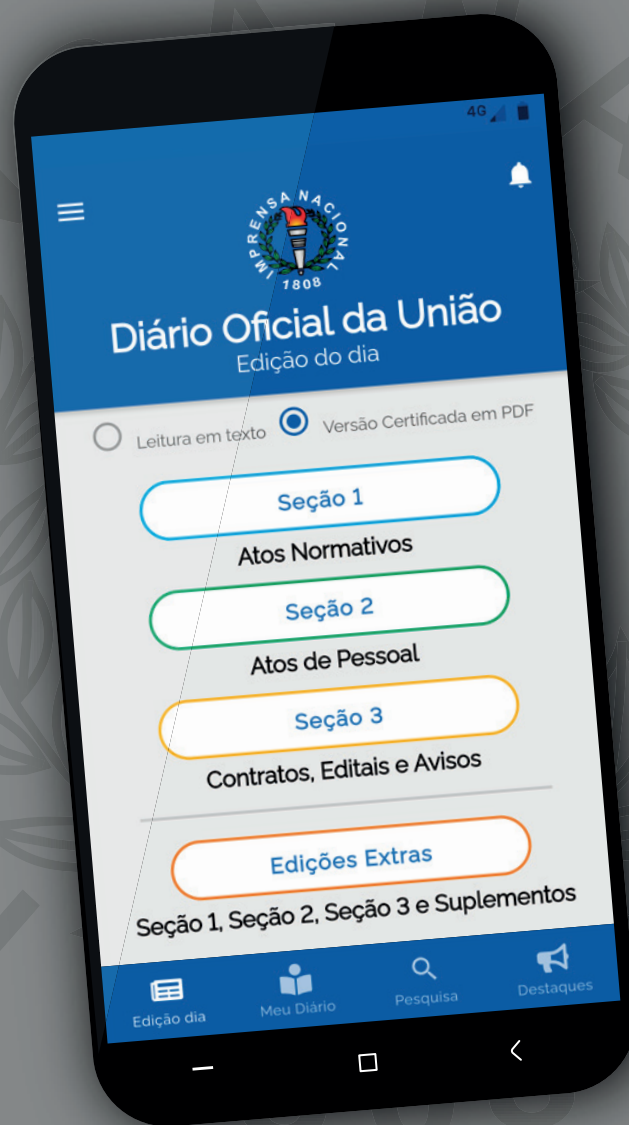 4G
IMPRENSA NACIONAL
1808
Diário Oficial da União
Edição do dia
Leitura em texto Versão Certificada em PDF
Seção 1
Atos Normativos
Seção 2
Atos de Pessoal
Seção 3
Contratos, Editais e Avisos
Edições Extras
Seção 1, Seção 2, Seção 3 e Suplementos
Edição dia Meu Diário Pesquisa Destaques